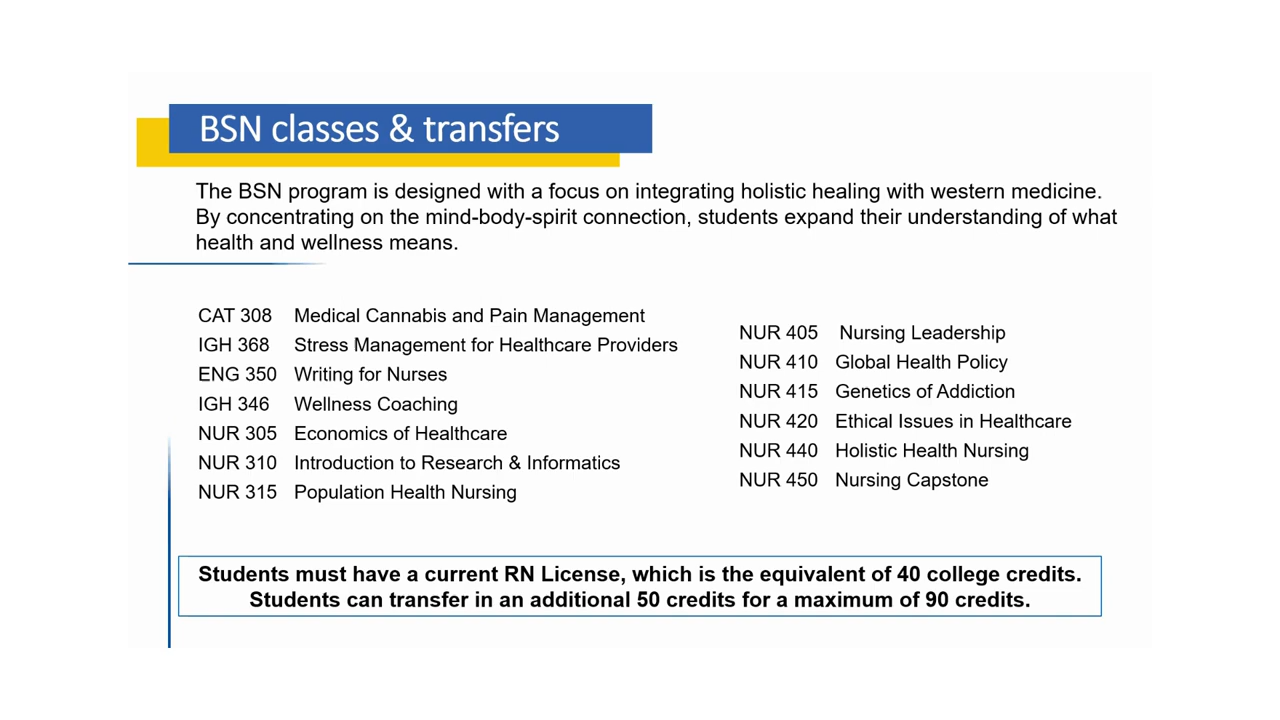 BSN classes & transfers
The BSN program is designed with a focus on integrating holistic healing with western medicine.
By concentrating on the mind-body-spirit connection, students expand their understanding of what
health and wellness means.
CAT 308 Medical Cannabis and Pain Management
IGH 368 Stress Management for Healthcare Providers
ENG 350 Writing for Nurses
IGH 346 Wellness Coaching
NUR 305 Economics of Healthcare
NUR 310 Introduction to Research & Informatics
NUR 315 Population Health Nursing
NUR 405 Nursing Leadership
NUR 410 Global Health Policy
NUR 415 Genetics of Addiction
NUR 420 Ethical Issues in Healthcare
NUR 440 Holistic Health Nursing
NUR 450 Nursing Capstone
Students must have a current RN License, which is the equivalent of 40 college credits.
Students can transfer in an additional 50 credits for a maximum of 90 credits.